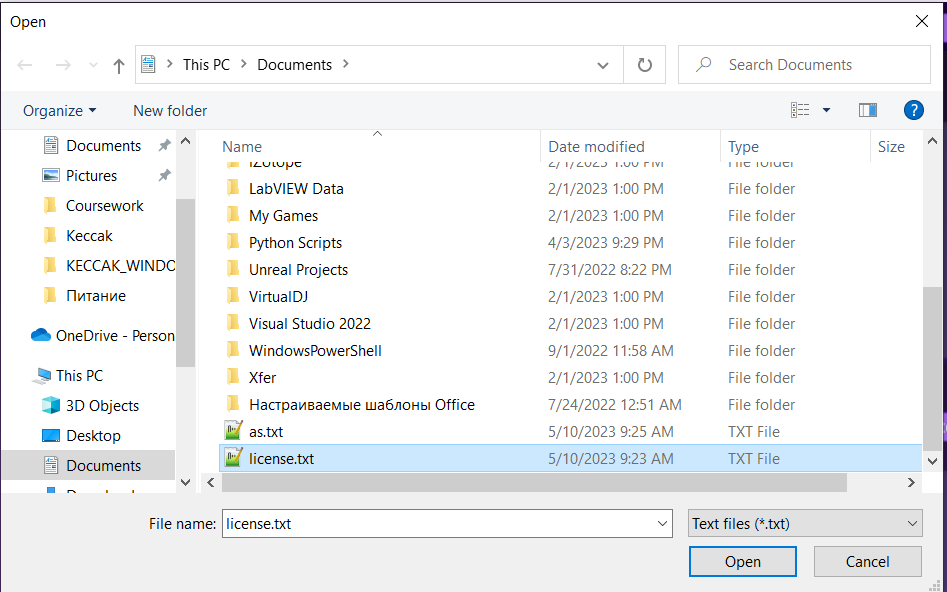 Open
This PC > Documents >
Search Documents
Organize
New folder
?
Name Date modified Type Size
Documents
Pictures
Coursework
Keccak
KECCAK_WINDO
Питание
OneDrive - Person
This PC
3D Objects
Desktop
Documents
iZotope 2/1/2023 1:00 PM File folder
LabVIEW Data 2/1/2023 1:00 PM File folder
My Games 2/1/2023 1:00 PM File folder
Python Scripts 4/3/2023 9:29 PM File folder
Unreal Projects 7/31/2022 8:22 PM File folder
VirtualDJ 2/1/2023 1:00 PM File folder
Visual Studio 2022 2/1/2023 1:00 PM File folder
WindowsPowerShell 9/1/2022 11:58 AM File folder
Xfer 2/1/2023 1:00 PM File folder
Настраиваемые шаблоны Office 7/24/2022 12:51 AM File folder
as.txt 5/10/2023 9:25 AM TXT File
license.txt 5/10/2023 9:23 AM TXT File
File name: license.txt
Text files (*.txt)
Open
Cancel